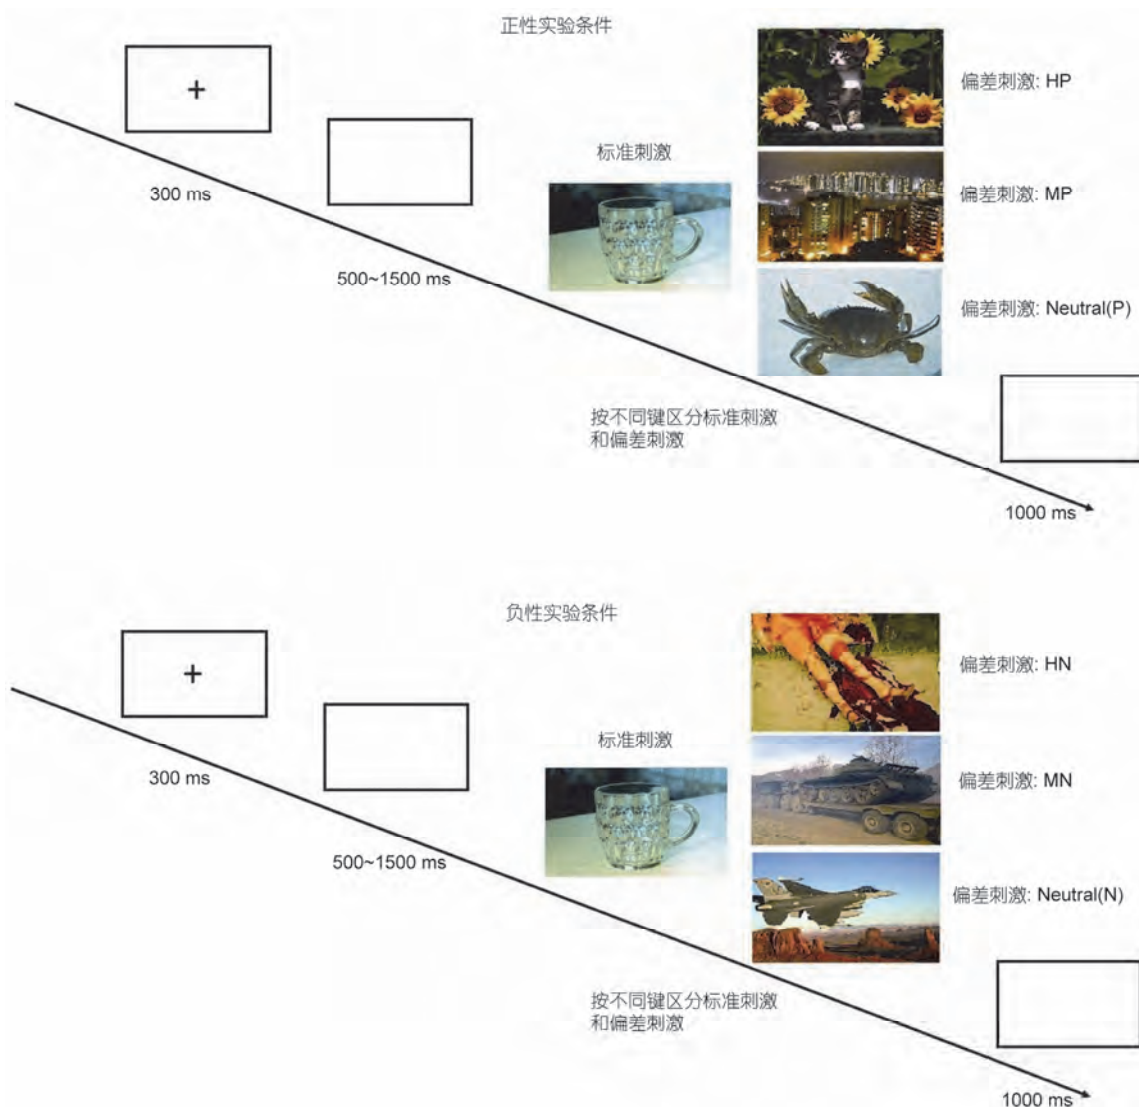 正性实验条件
+
偏差刺激: HP
标准刺激
300 ms
偏差刺激: MP
500~1500 ms
偏差刺激: Neutral(P)
按不同键区分标准刺激
和偏差刺激
1000 ms
负性实验条件
+
偏差刺激: HN
标准刺激
300 ms
偏差刺激: MN
500~1500 ms
偏差刺激: Neutral(N)
按不同键区分标准刺激
和偏差刺激
1000 ms